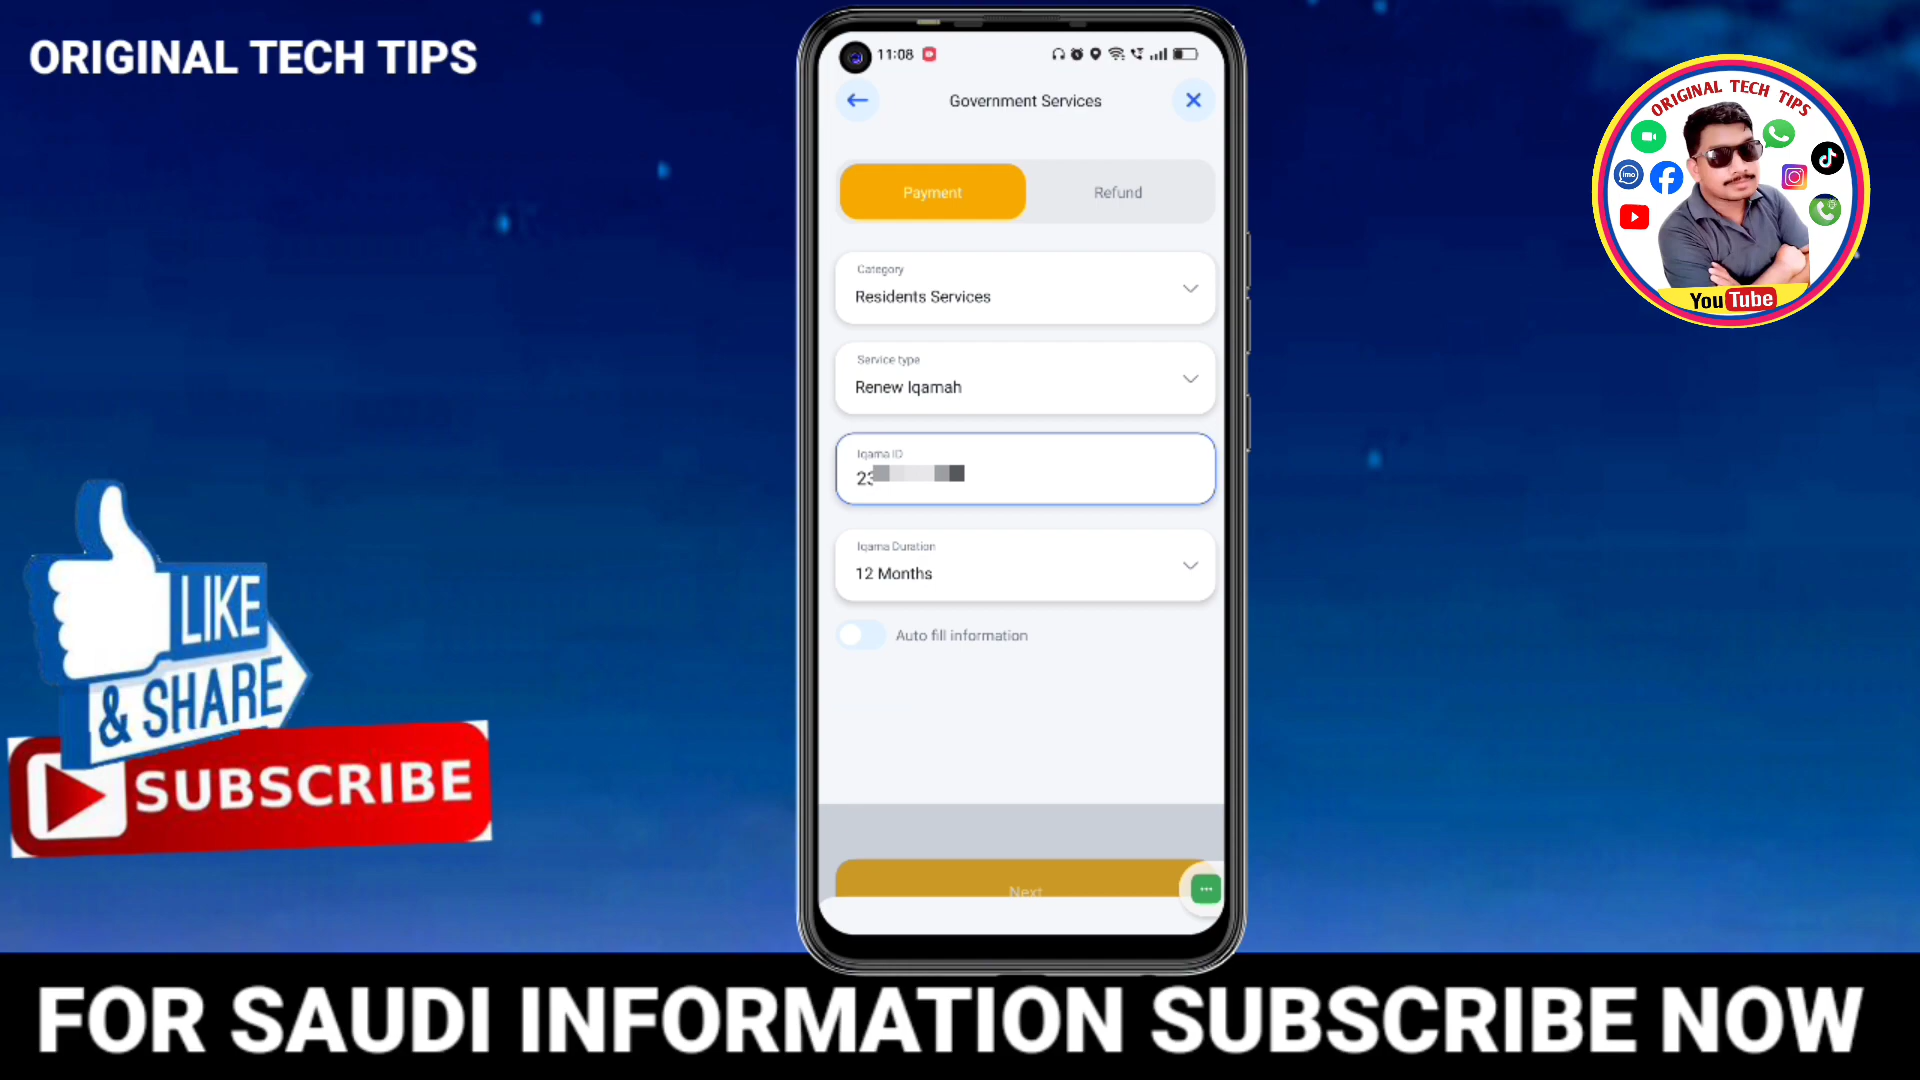 ORIGINAL TECH TIPS
11:08
Government Services
Payment
Refund
Category
Residents Services
Service type
Renew Iqamah
Iqama ID
23
Iqama Duration
12 Months
Auto fill information
Next
ORIGINAL TECH TIPS
imo
YouTube
LIKE
& SHARE
SUBSCRIBE
FOR SAUDI INFORMATION SUBSCRIBE NOW